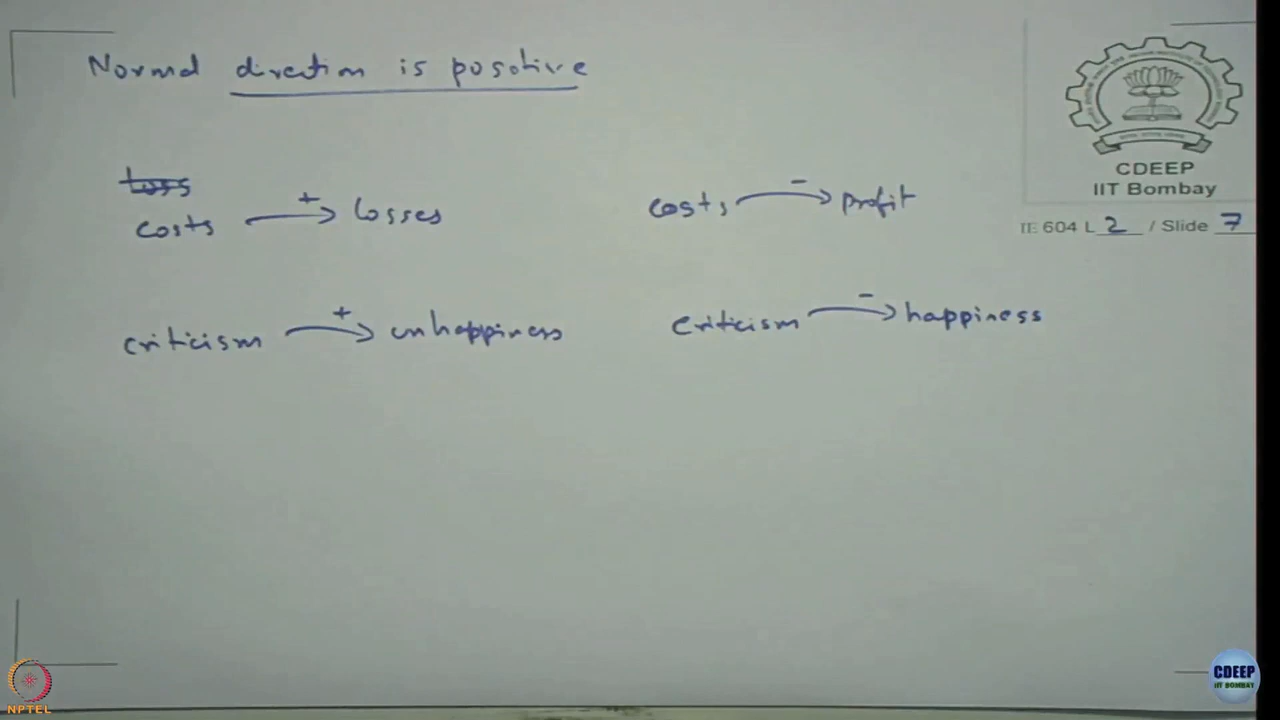 Normal direction is posotive
CDEEP
IIT Bombay
IE 604 L 2 / Slide 7
loss
costs + losses
costs - profit
criticism + unhappiness
criticism - happiness
NPTEL
CDEEP
IIT BOMBAY